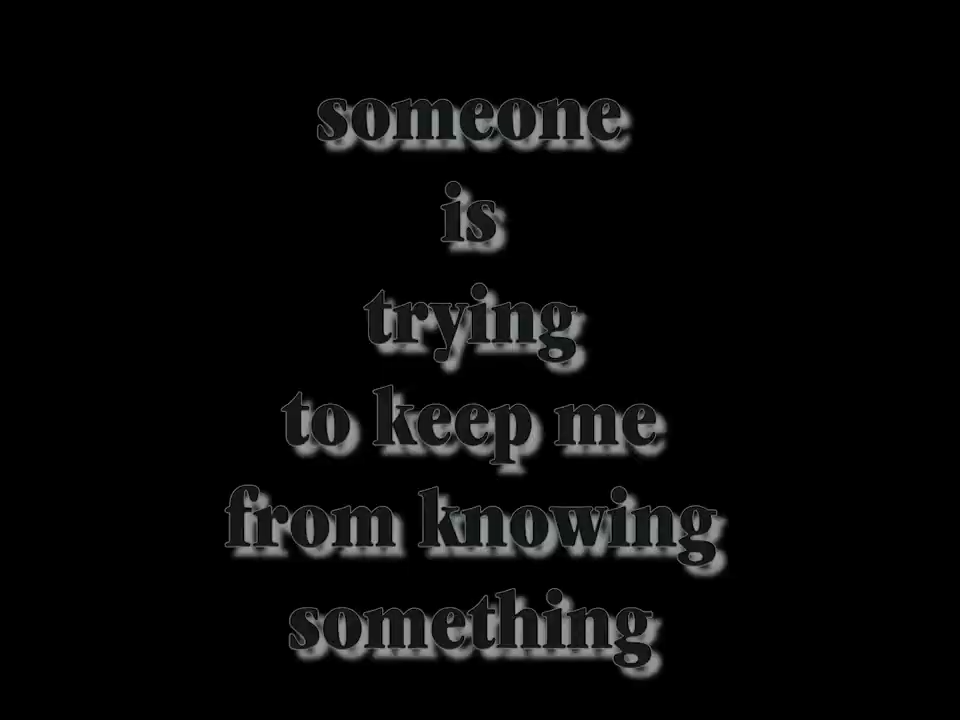 someone
is
trying
to keep me
from knowing
something